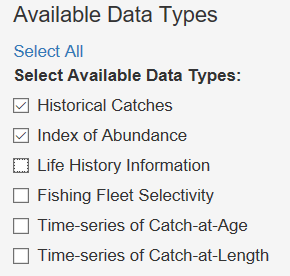 Available Data Types
Select All
Select Available Data Types:
Historical Catches
Index of Abundance
Life History Information
Fishing Fleet Selectivity
Time-series of Catch-at-Age
Time-series of Catch-at-Length